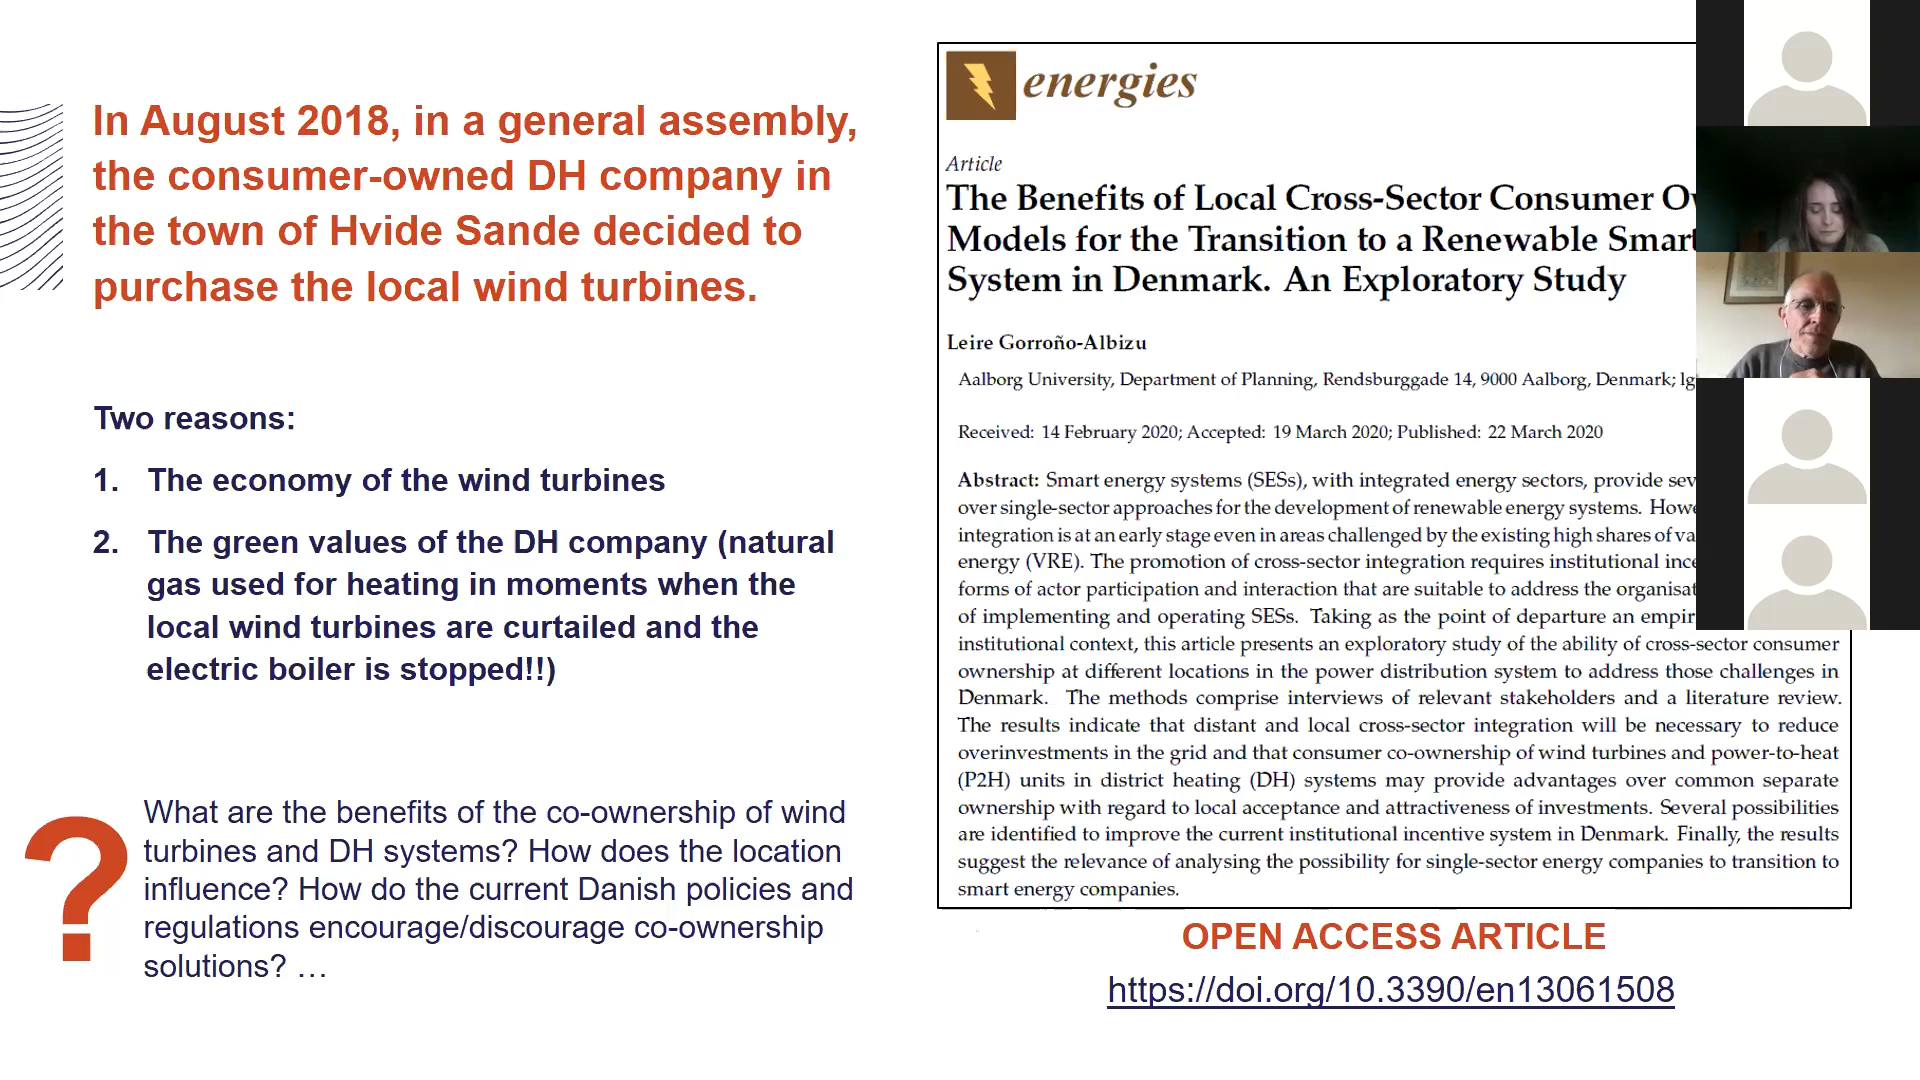 In August 2018, in a general assembly,
the consumer-owned DH company in
the town of Hvide Sande decided to
purchase the local wind turbines.
Two reasons:
1. The economy of the wind turbines
2. The green values of the DH company (natural
gas used for heating in moments when the
local wind turbines are curtailed and the
electric boiler is stopped!!)
?
What are the benefits of the co-ownership of wind
turbines and DH systems? How does the location
influence? How do the current Danish policies and
regulations encourage/discourage co-ownership
solutions? …
energies
Article
The Benefits of Local Cross-Sector Consumer
Models for the Transition to a Renewable Smart
System in Denmark. An Exploratory Study
Leire Gorroño-Albizu
Aalborg University, Department of Planning, Rendsburggade 14, 9000 Aalborg, Denmark;
Received: 14 February 2020; Accepted: 19 March 2020; Published: 22 March 2020
Abstract: Smart energy systems (SESs), with integrated energy sectors, provide
over single-sector approaches for the development of renewable energy systems.
integration is at an early stage even in areas challenged by the existing high shares of
energy (VRE). The promotion of cross-sector integration requires institutional
forms of actor participation and interaction that are suitable to address the
of implementing and operating SESs. Taking as the point of departure an
institutional context, this article presents an exploratory study of the ability of cross-sector consumer
ownership at different locations in the power distribution system to address those challenges in
Denmark. The methods comprise interviews of relevant stakeholders and a literature review.
The results indicate that distant and local cross-sector integration will be necessary to reduce
overinvestments in the grid and that consumer co-ownership of wind turbines and power-to-heat
(P2H) units in district heating (DH) systems may provide advantages over common separate
ownership with regard to local acceptance and attractiveness of investments. Several possibilities
are identified to improve the current institutional incentive system in Denmark. Finally, the results
suggest the relevance of analysing the possibility for single-sector energy companies to transition to
smart energy companies.
OPEN ACCESS ARTICLE
https://doi.org/10.3390/en13061508